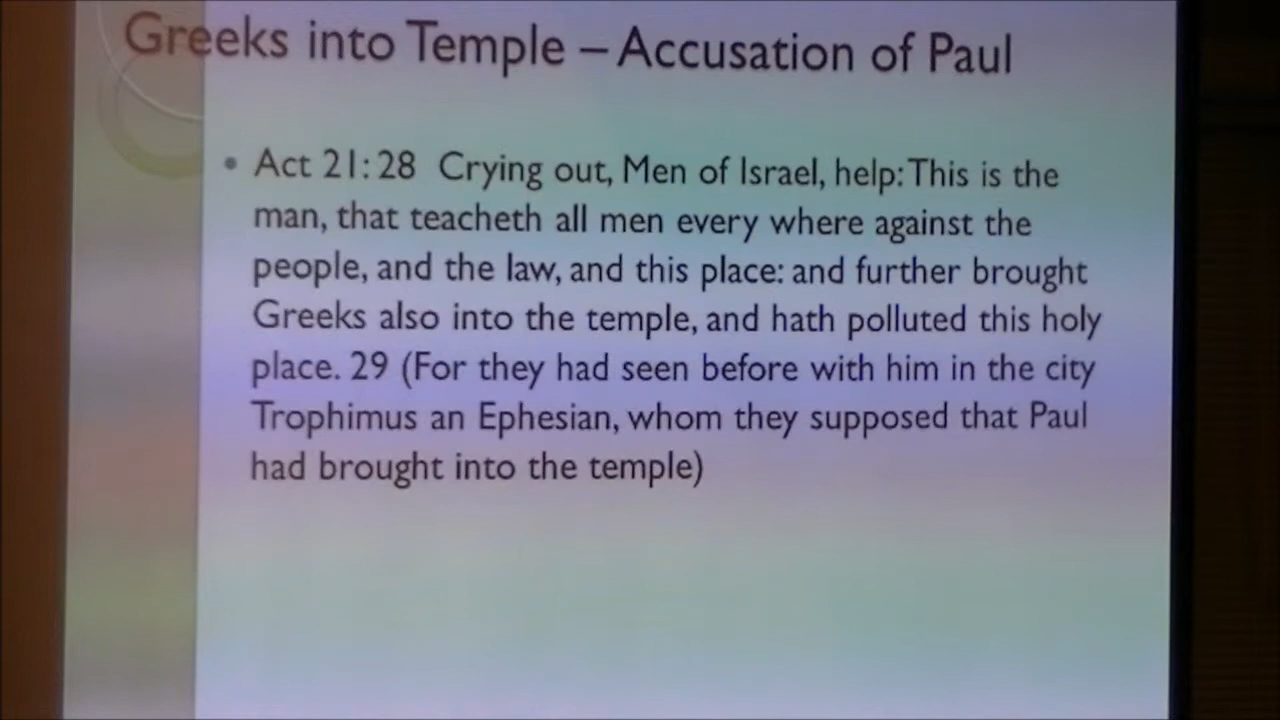 Greeks into Temple – Accusation of Paul
• Act 21:28 Crying out, Men of Israel, help: This is the
man, that teacheth all men every where against the
people, and the law, and this place: and further brought
Greeks also into the temple, and hath polluted this holy
place. 29 (For they had seen before with him in the city
Trophimus an Ephesian, whom they supposed that Paul
had brought into the temple)